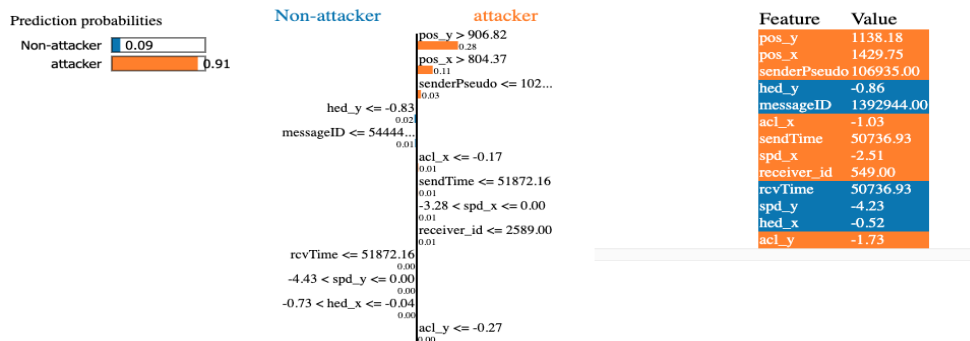 Prediction probabilities
Non-attacker 0.09
attacker 0.91
Non-attacker attacker
pos_y > 906.82
0.28
pos_x > 804.37
0.11
senderPseudo <= 102...
0.03
hed_y <= -0.83
0.02
messageID <= 54444...
0.01
acl_x <= -0.17
0.01
sendTime <= 51872.16
0.01
-3.28 < spd_x <= 0.00
0.01
receiver_id <= 2589.00
0.01
rcvTime <= 51872.16
0.00
-4.43 < spd_y <= 0.00
0.00
-0.73 < hed_x <= -0.04
0.00
acl_y <= -0.27
0.00
Feature Value
pos_y 1138.18
pos_x 1429.75
senderPseudo 106935.00
hed_y -0.86
messageID 1392944.00
acl_x -1.03
sendTime 50736.93
spd_x -2.51
receiver_id 549.00
rcvTime 50736.93
spd_y -4.23
hed_x -0.52
acl_y -1.73